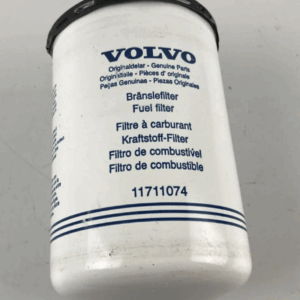 VOLVO
Originaldelar - Genuine Parts
Originalteile - Pièces d' origine
Peças Genuinas - Piezas Originales
Bränslefilter
Fuel filter
Filtre à carburant
Kraftstoff-Filter
Filtro de combustível
Filtro de combustible
11711074